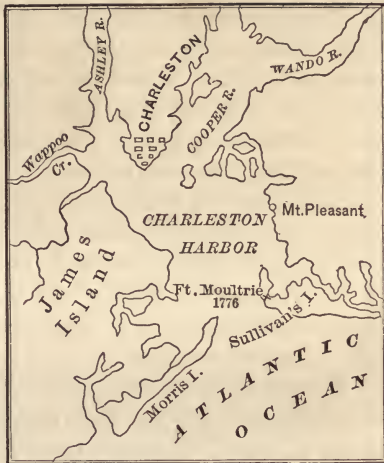 ASHLEY R.
CHARLESTON
COOPER R.
WANDO R.
Wappoo
Cr.
Mt. Pleasant
CHARLESTON
HARBOR
James
Island
Ft. Moultrie
1776
Sullivan's I.
Morris I.
ATLANTIC
OCEAN